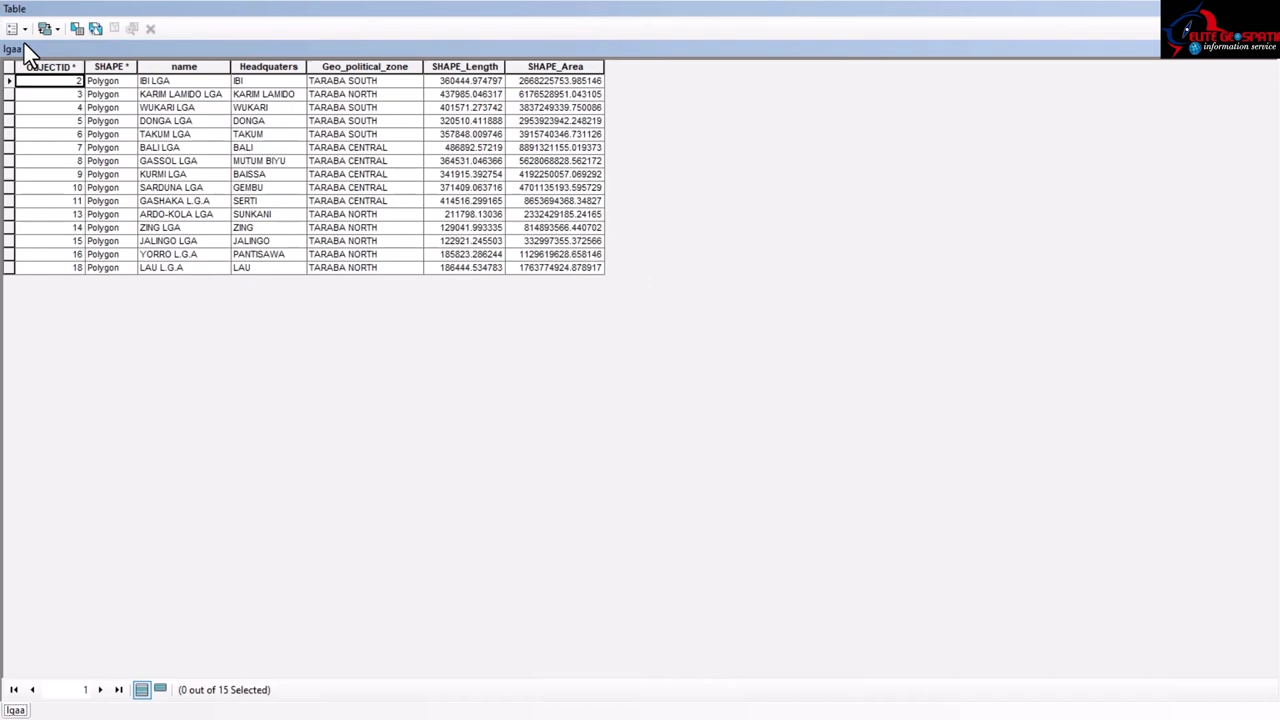 Table
ELITE GEOSPATI
information service
lgaa
OBJECTID * SHAPE * name Headquaters Geo_political_zone SHAPE_Length SHAPE_Area
2 Polygon IBI LGA IBI TARABA SOUTH 360444.974797 2668225753.985146
3 Polygon KARIM LAMIDO LGA KARIM LAMIDO TARABA NORTH 437985.046317 6176528951.043105
4 Polygon WUKARI LGA WUKARI TARABA SOUTH 401571.273742 3837249339.750086
5 Polygon DONGA LGA DONGA TARABA SOUTH 320510.411888 2953923942.248219
6 Polygon TAKUM LGA TAKUM TARABA SOUTH 357848.009746 3915740346.731126
7 Polygon BALI LGA BALI TARABA CENTRAL 486892.57219 8891321155.019373
8 Polygon GASSOL LGA MUTUM BIYU TARABA CENTRAL 364531.046366 5628068828.562172
9 Polygon KURMI LGA BAISSA TARABA CENTRAL 341915.392754 4192250057.069292
10 Polygon SARDUNA LGA GEMBU TARABA CENTRAL 371409.063716 4701135193.595729
11 Polygon GASHAKA L.G.A SERTI TARABA CENTRAL 414516.299165 8653694368.34827
13 Polygon ARDO-KOLA LGA SUNKANI TARABA NORTH 211798.13036 2332429185.24165
14 Polygon ZING LGA ZING TARABA NORTH 129041.993335 814893566.440702
15 Polygon JALINGO LGA JALINGO TARABA NORTH 122921.245503 332997355.372566
16 Polygon YORRO L.G.A PANTISAWA TARABA NORTH 185823.286244 1129619628.658146
18 Polygon LAU L.G.A LAU TARABA NORTH 186444.534783 1763774924.878917
1 (0 out of 15 Selected)
lgaa